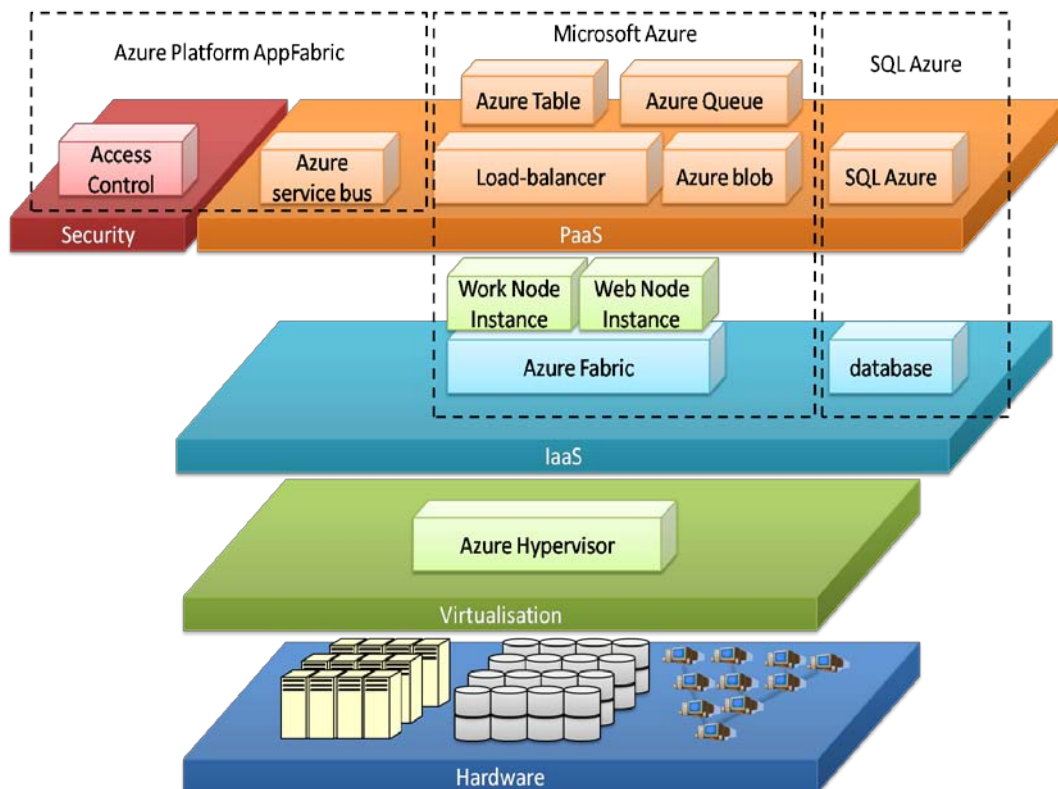 Azure Platform AppFabric
Microsoft Azure
SQL Azure
Azure Table
Azure Queue
Access
Control
Azure
service bus
Load-balancer
Azure blob
SQL Azure
Security
PaaS
Work Node
Instance
Web Node
Instance
Azure Fabric
database
IaaS
Azure Hypervisor
Virtualisation
Hardware